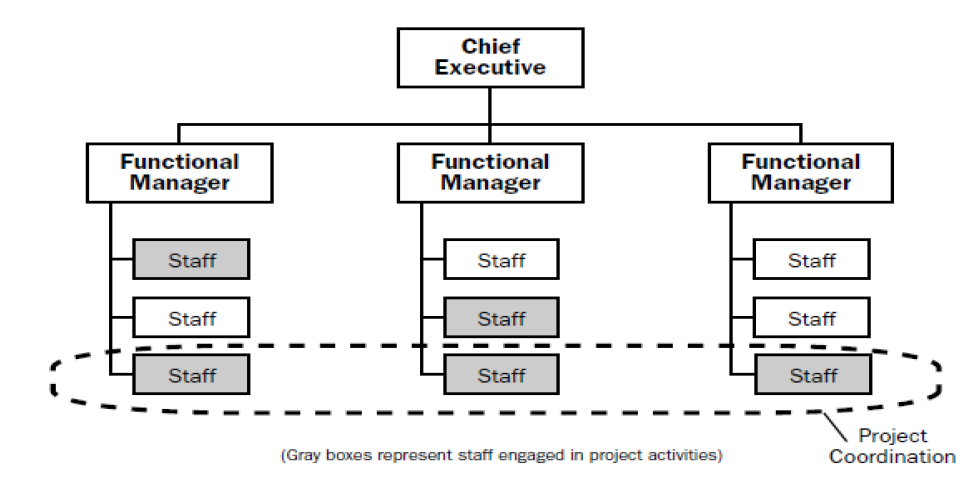 Chief
Executive
Functional
Manager
Functional
Manager
Functional
Manager
Staff
Staff
Staff
Staff
Staff
Staff
Staff
Staff
Staff
Project
Coordination
(Gray boxes represent staff engaged in project activities)